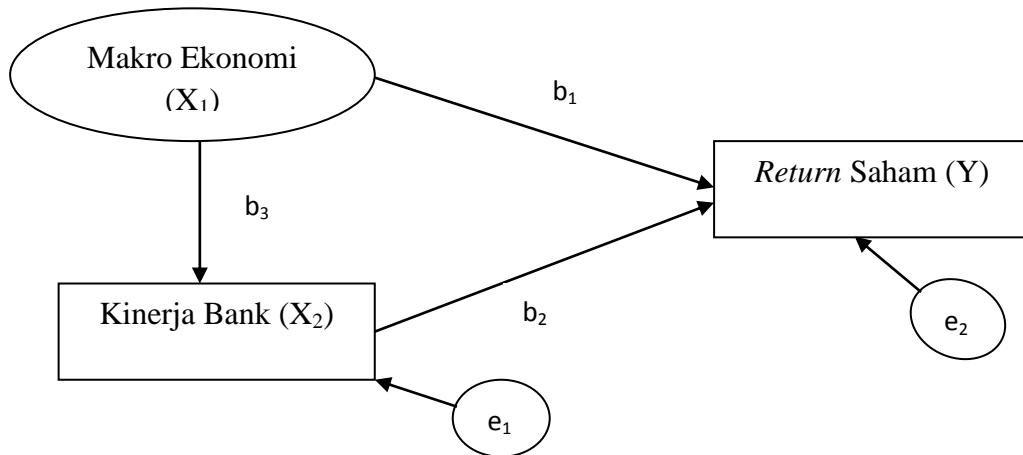 Makro Ekonomi
(X₁)
b₁
Return Saham (Y)
b₃
Kinerja Bank (X₂)
b₂
e₂
e₁